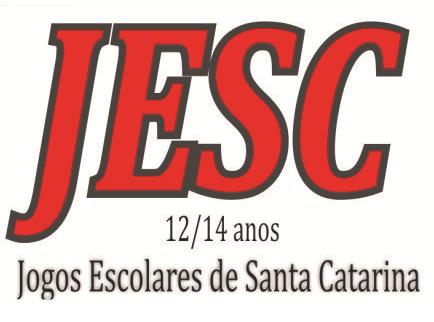 JESC
12/14 anos
Jogos Escolares de Santa Catarina